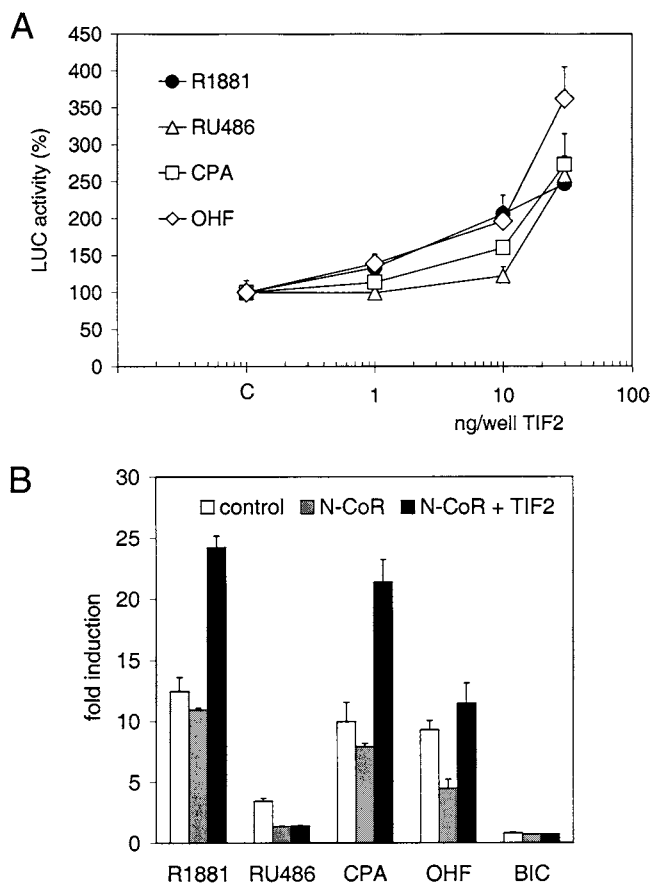 A
450
400
350
300
250
200
150
100
50
0
LUC activity (%)
R1881
RU486
CPA
OHF
C 1 10 100
ng/well TIF2
B
30
25
20
15
10
5
0
fold induction
control N-CoR N-CoR + TIF2
R1881 RU486 CPA OHF BIC